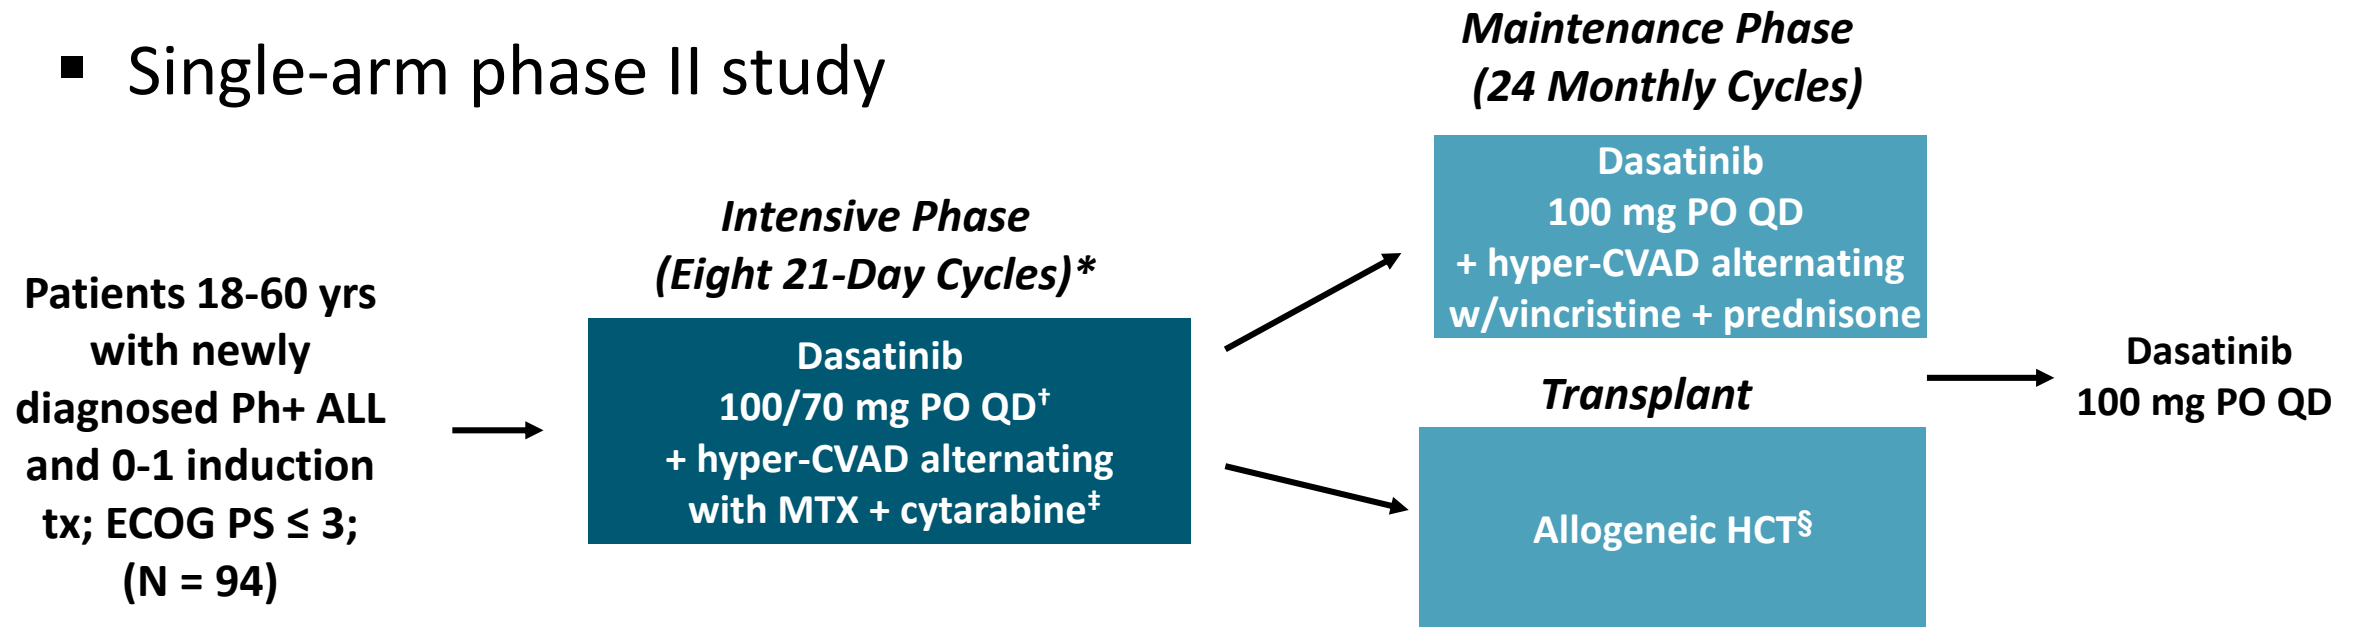 ▪ Single-arm phase II study
Patients 18-60 yrs
with newly
diagnosed Ph+ ALL
and 0-1 induction
tx; ECOG PS ≤ 3;
(N = 94)
Intensive Phase
(Eight 21-Day Cycles)*
Dasatinib
100/70 mg PO QD†
+ hyper-CVAD alternating
with MTX + cytarabine‡
Maintenance Phase
(24 Monthly Cycles)
Dasatinib
100 mg PO QD
+ hyper-CVAD alternating
w/vincristine + prednisone
Transplant
Allogeneic HCT§
Dasatinib
100 mg PO QD